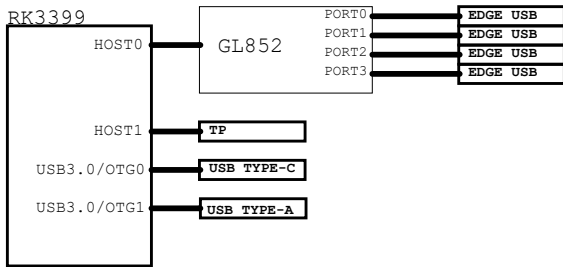 RK3399
HOST0
GL852
PORT0
PORT1
PORT2
PORT3
EDGE USB
EDGE USB
EDGE USB
EDGE USB
HOST1
TP
USB3.0/OTG0
USB TYPE-C
USB3.0/OTG1
USB TYPE-A